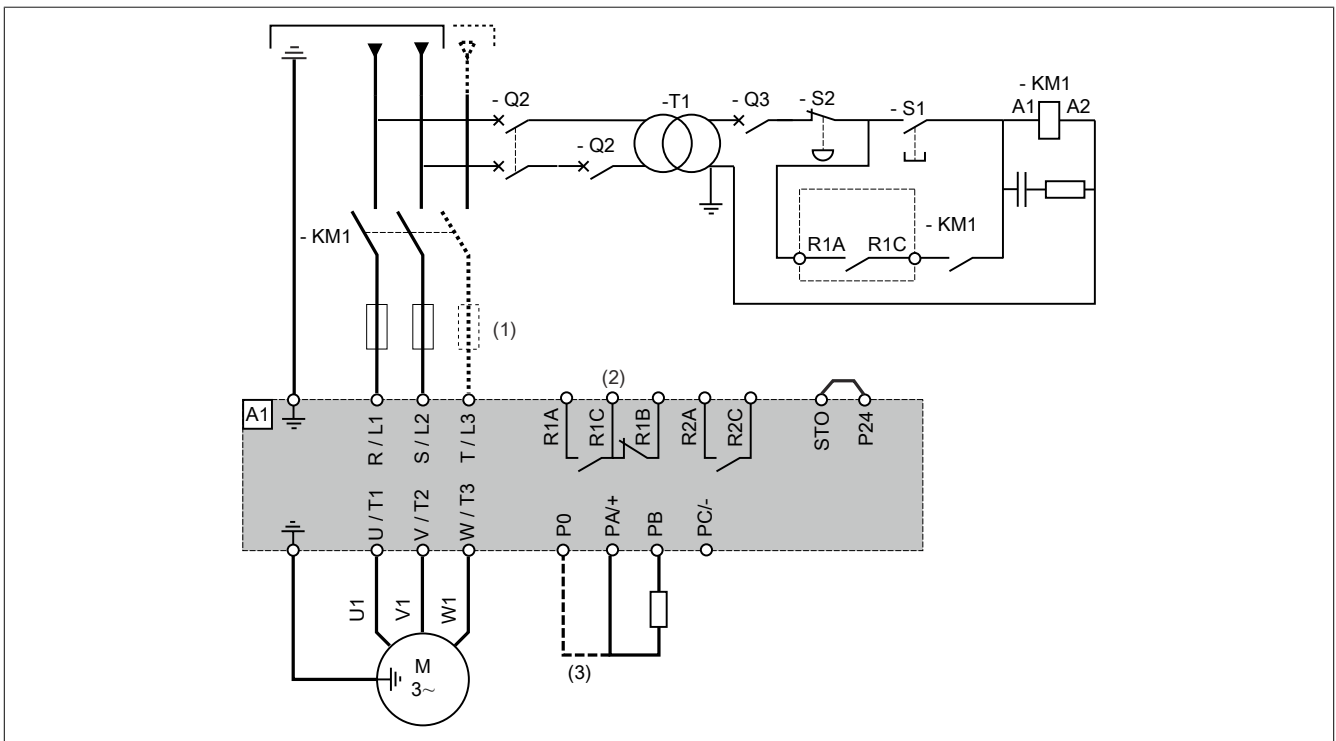 - KM1
- Q2
-T1
- Q3
- S2
- S1
A1
A2
- Q2
- KM1
- KM1
R1A
R1C
(1)
(2)
A1
R / L1
S / L2
T / L3
R1A
R1C
R1B
R2A
R2C
STO
P24
U / T1
V / T2
W / T3
P0
PA/+
PB
PC/-
U1
V1
W1
(3)
M
3~